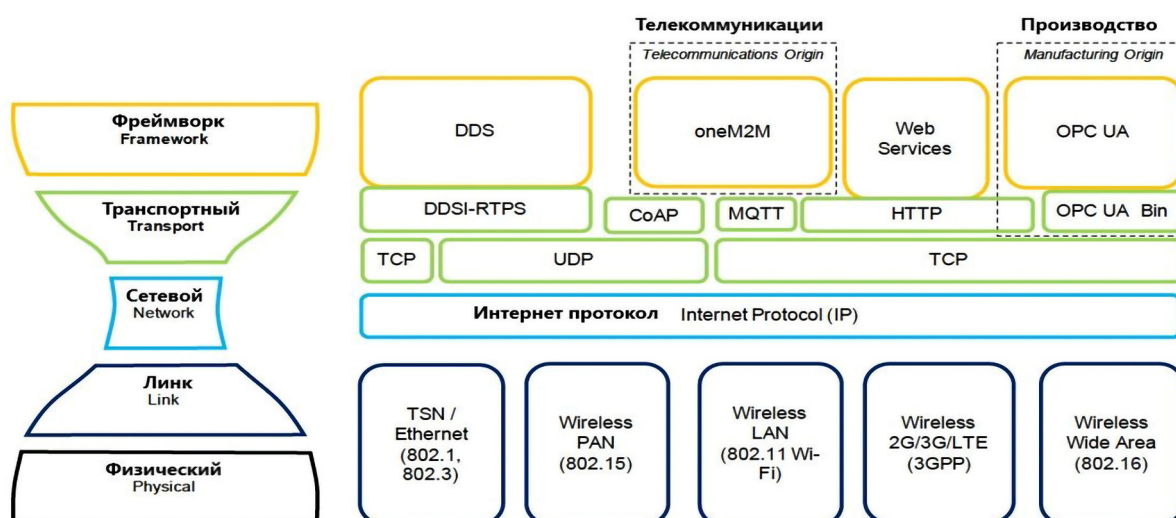 Телекоммуникации
Telecommunications Origin
Производство
Manufacturing Origin
Фреймворк
Framework
DDS
oneM2M
Web
Services
OPC UA
Транспортный
Transport
DDSI-RTPS
CoAP
MQTT
HTTP
OPC UA Bin
TCP
UDP
TCP
Сетевой
Network
Интернет протокол Internet Protocol (IP)
Линк
Link
TSN /
Ethernet
(802.1,
802.3)
Wireless
PAN
(802.15)
Wireless
LAN
(802.11 Wi-
Fi)
Wireless
2G/3G/LTE
(3GPP)
Wireless
Wide Area
(802.16)
Физический
Physical